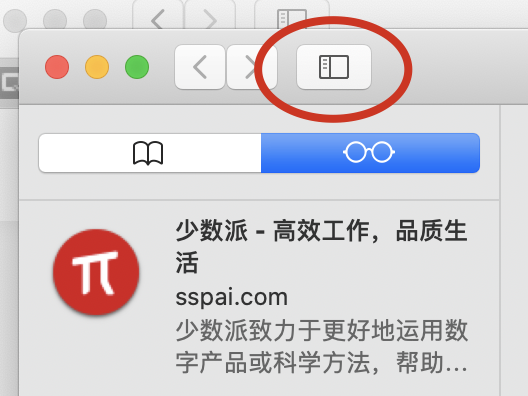 少数派 - 高效工作，品质生
活
sspai.com
少数派致力于更好地运用数
字产品或科学方法，帮助...